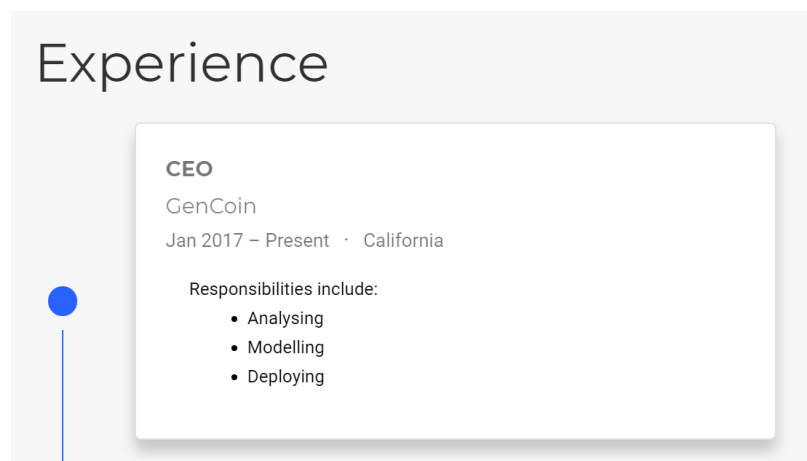 Experience
CEO
GenCoin
Jan 2017 – Present · California
Responsibilities include:
• Analysing
• Modelling
• Deploying